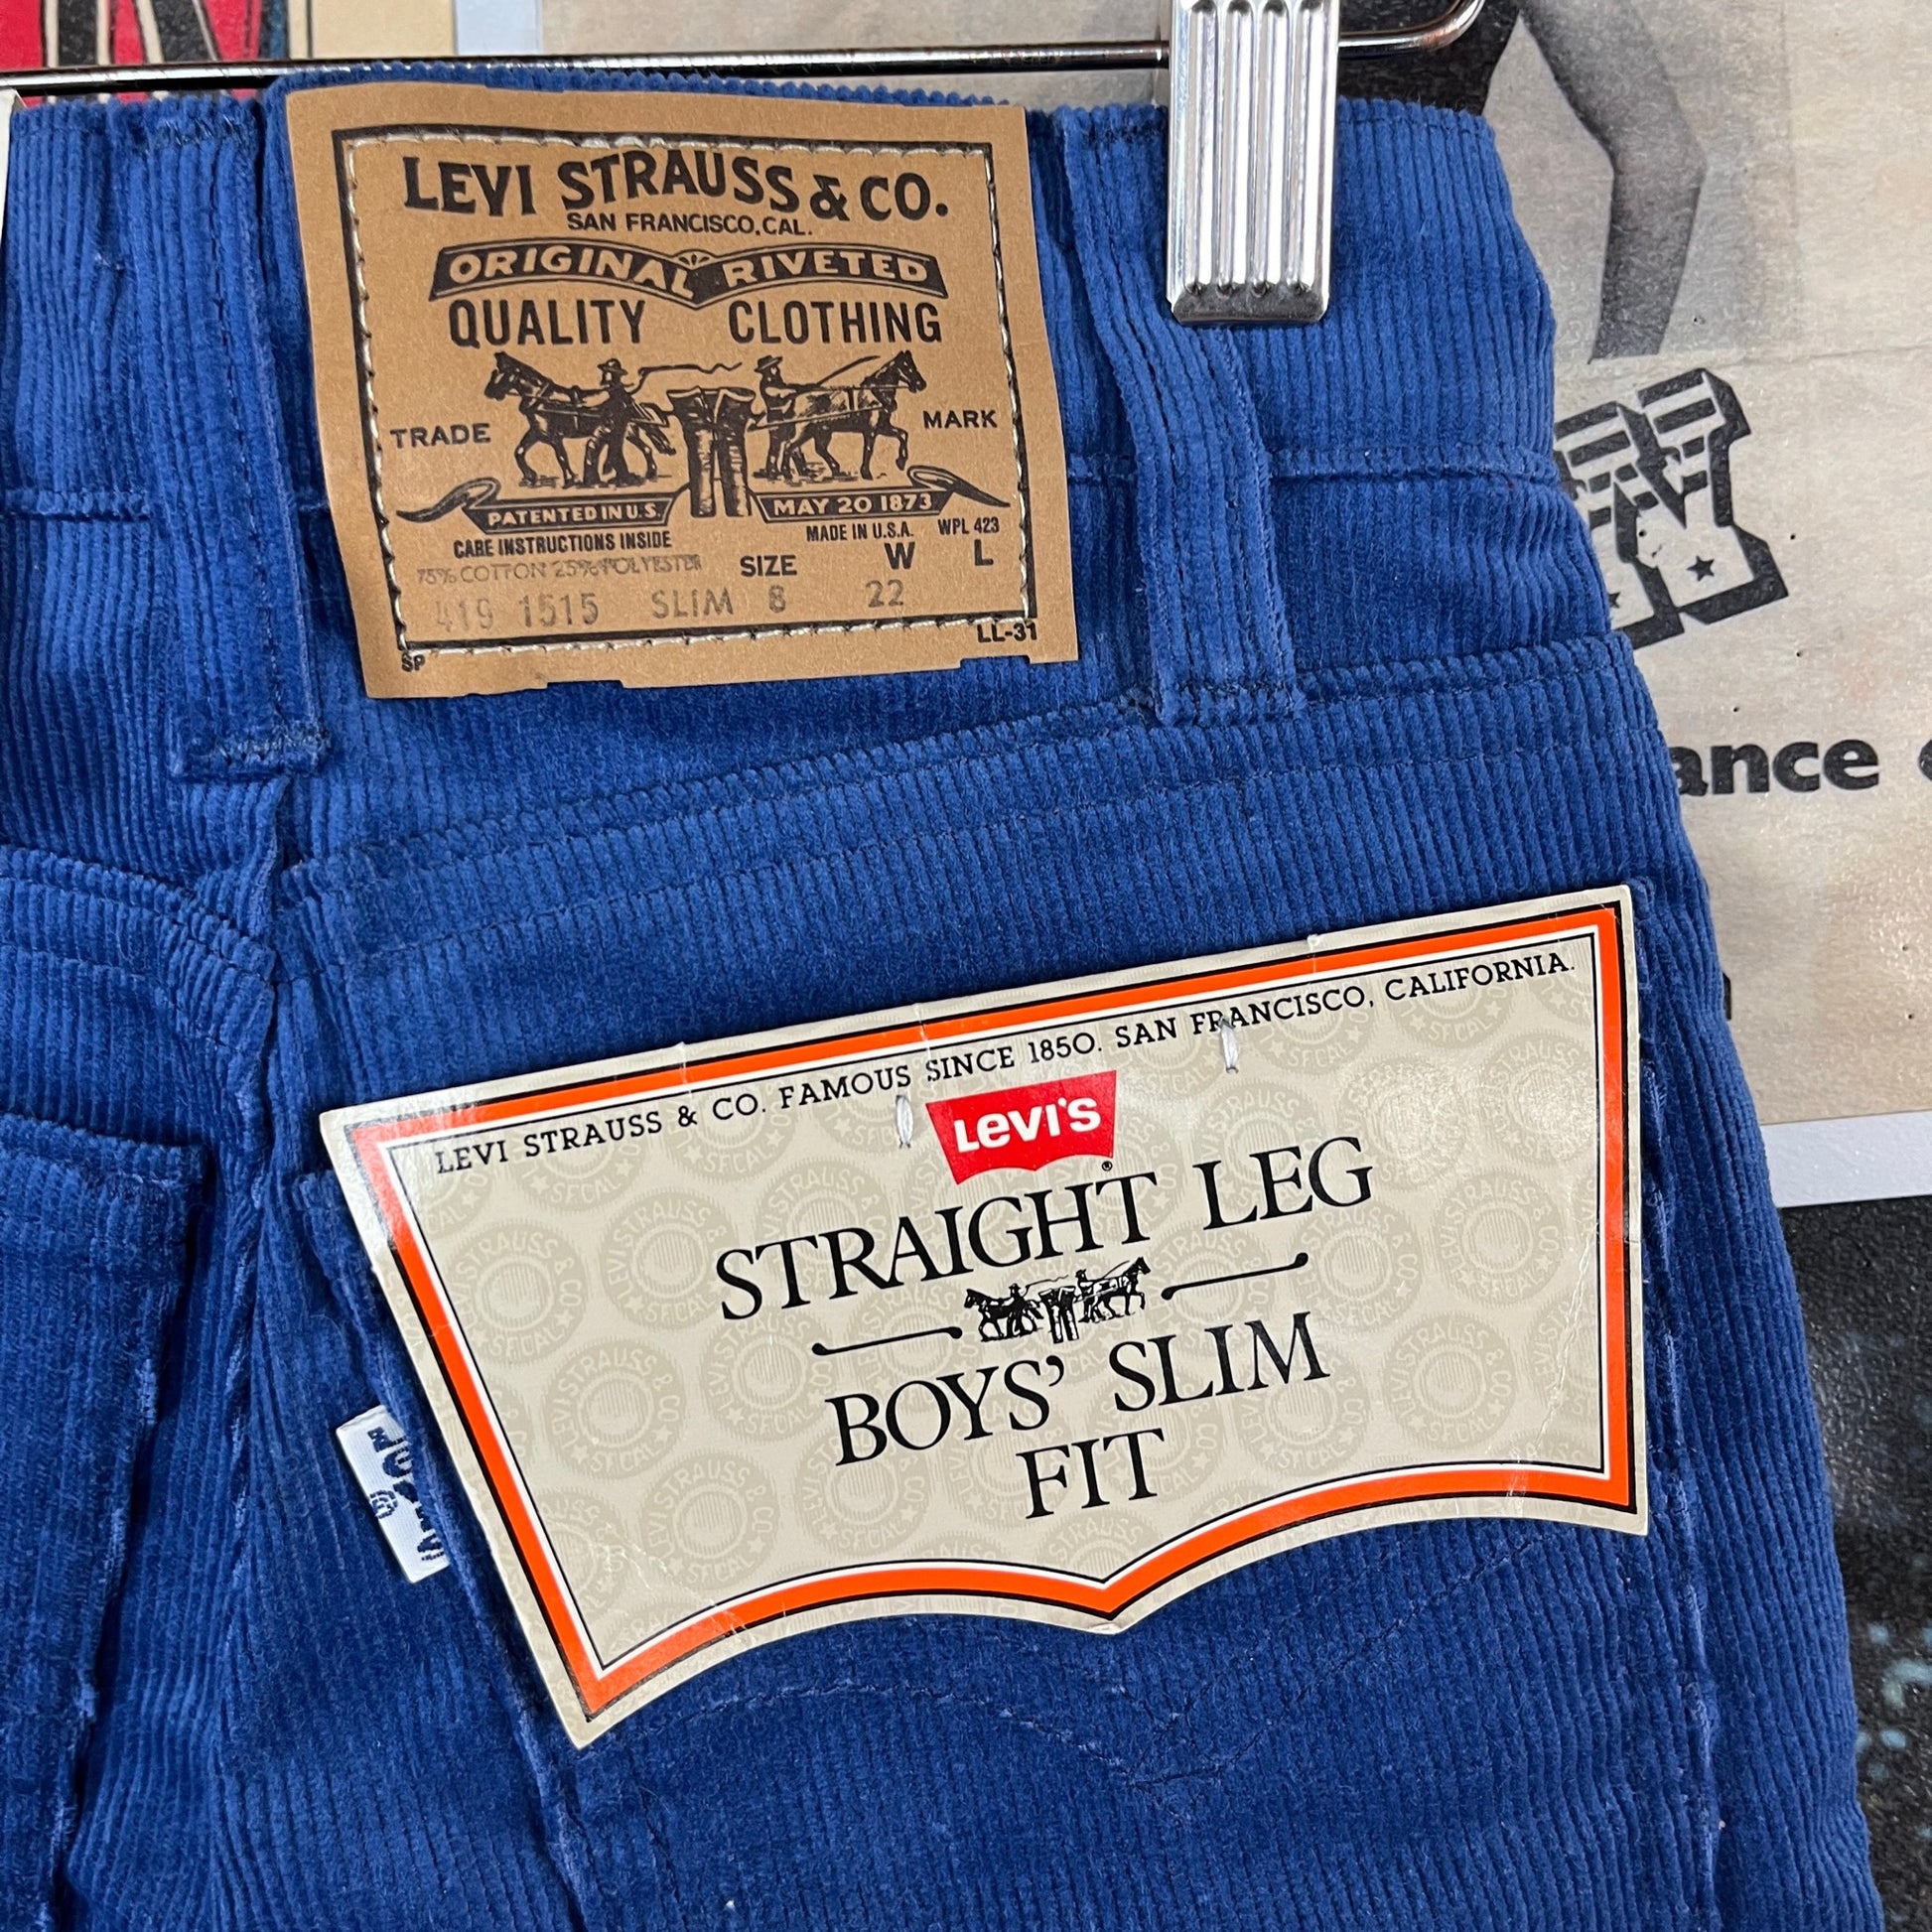 LEVI STRAUSS & CO.
SAN FRANCISCO, CAL.
ORIGINAL RIVETED
QUALITY CLOTHING
TRADE MARK
PATENTED IN U.S. MAY 20 1873
CARE INSTRUCTIONS INSIDE MADE IN U.S.A. WPL 423
75% COTTON 25% POLYESTER SIZE W L
419 1515 SLIM 8 22
SP LL-31
ance
LEVI STRAUSS & CO. FAMOUS SINCE 1850. SAN FRANCISCO, CALIFORNIA.
LEVI'S
®
STRAIGHT LEG
BOYS' SLIM
FIT